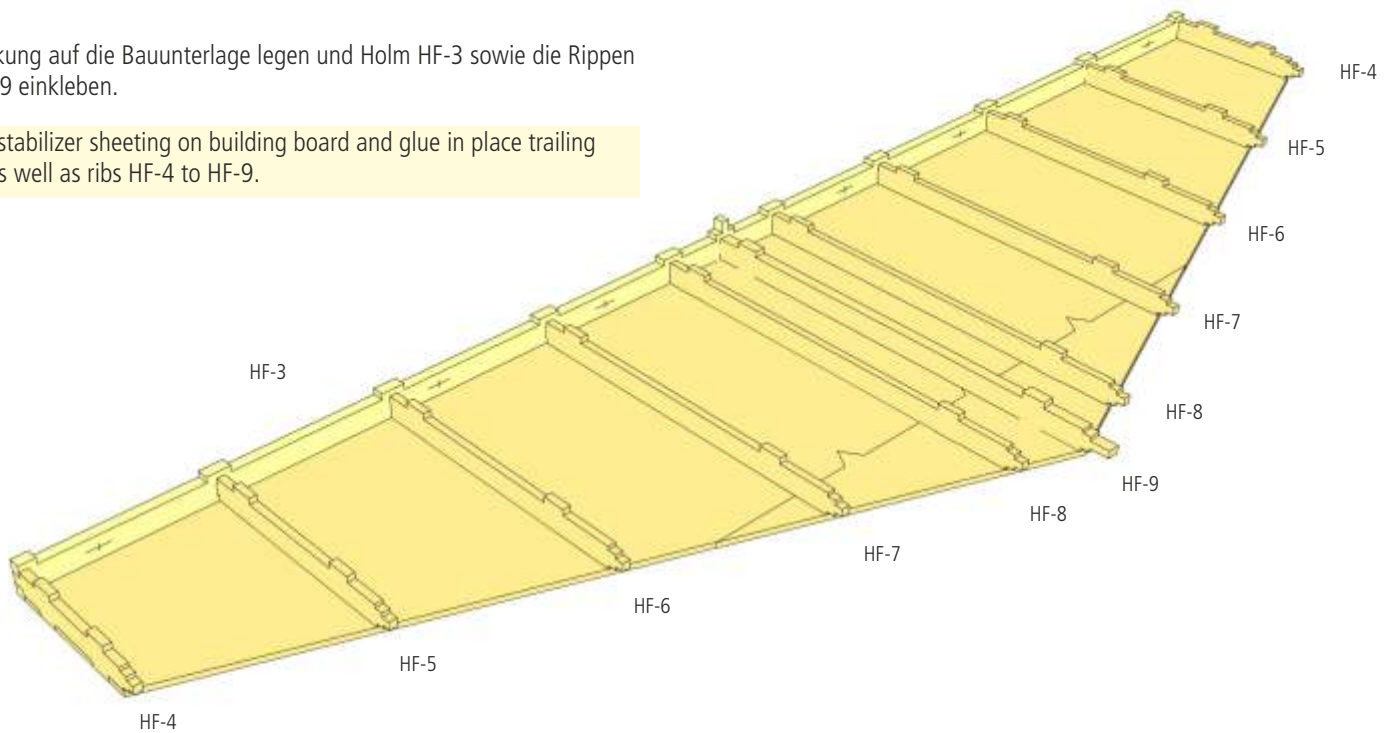 kung auf die Bauunterlage legen und Holm HF-3 sowie die Rippen
9 einkleben.
stabilizer sheeting on building board and glue in place trailing
s well as ribs HF-4 to HF-9.
HF-4
HF-5
HF-6
HF-7
HF-3
HF-8
HF-9
HF-8
HF-7
HF-6
HF-5
HF-4